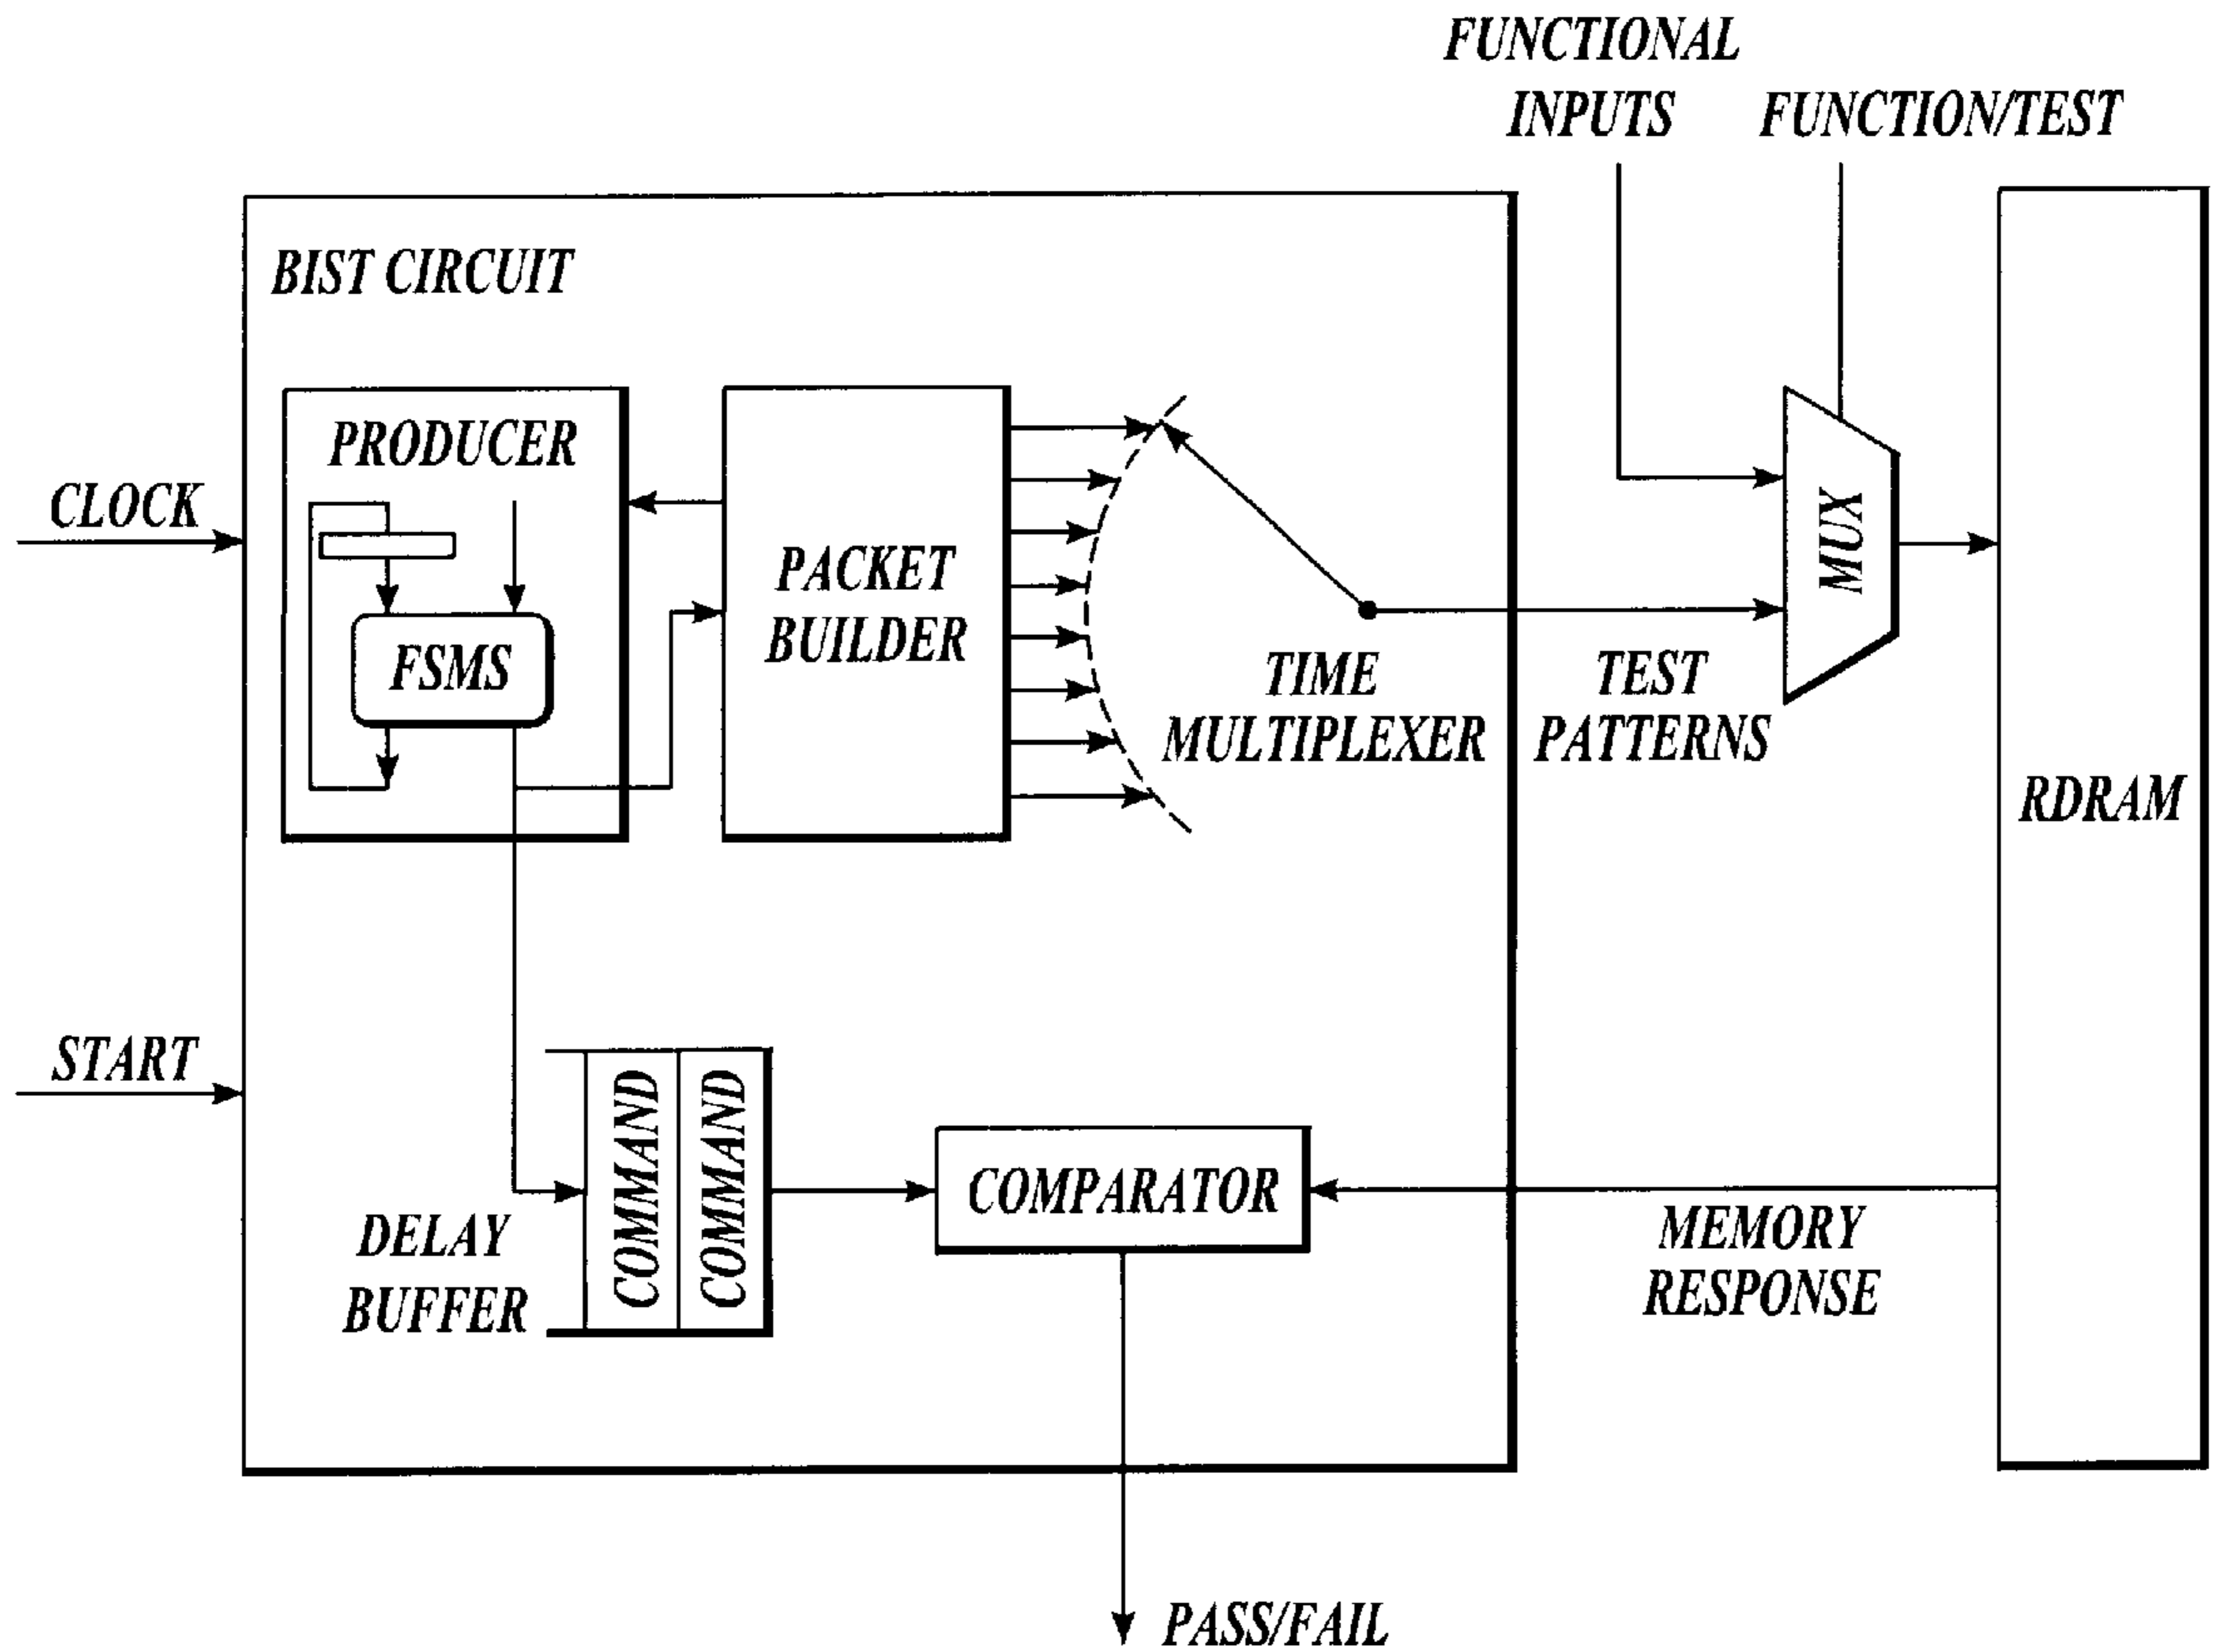 FUNCTIONAL
INPUTS
FUNCTION/TEST
BIST CIRCUIT
PRODUCER
CLOCK
FSMS
PACKET
BUILDER
TIME
MULTIPLEXER
TEST
PATTERNS
MUX
RDRAM
START
DELAY
BUFFER
COMMAND
COMMAND
COMPARATOR
MEMORY
RESPONSE
PASS/FAIL